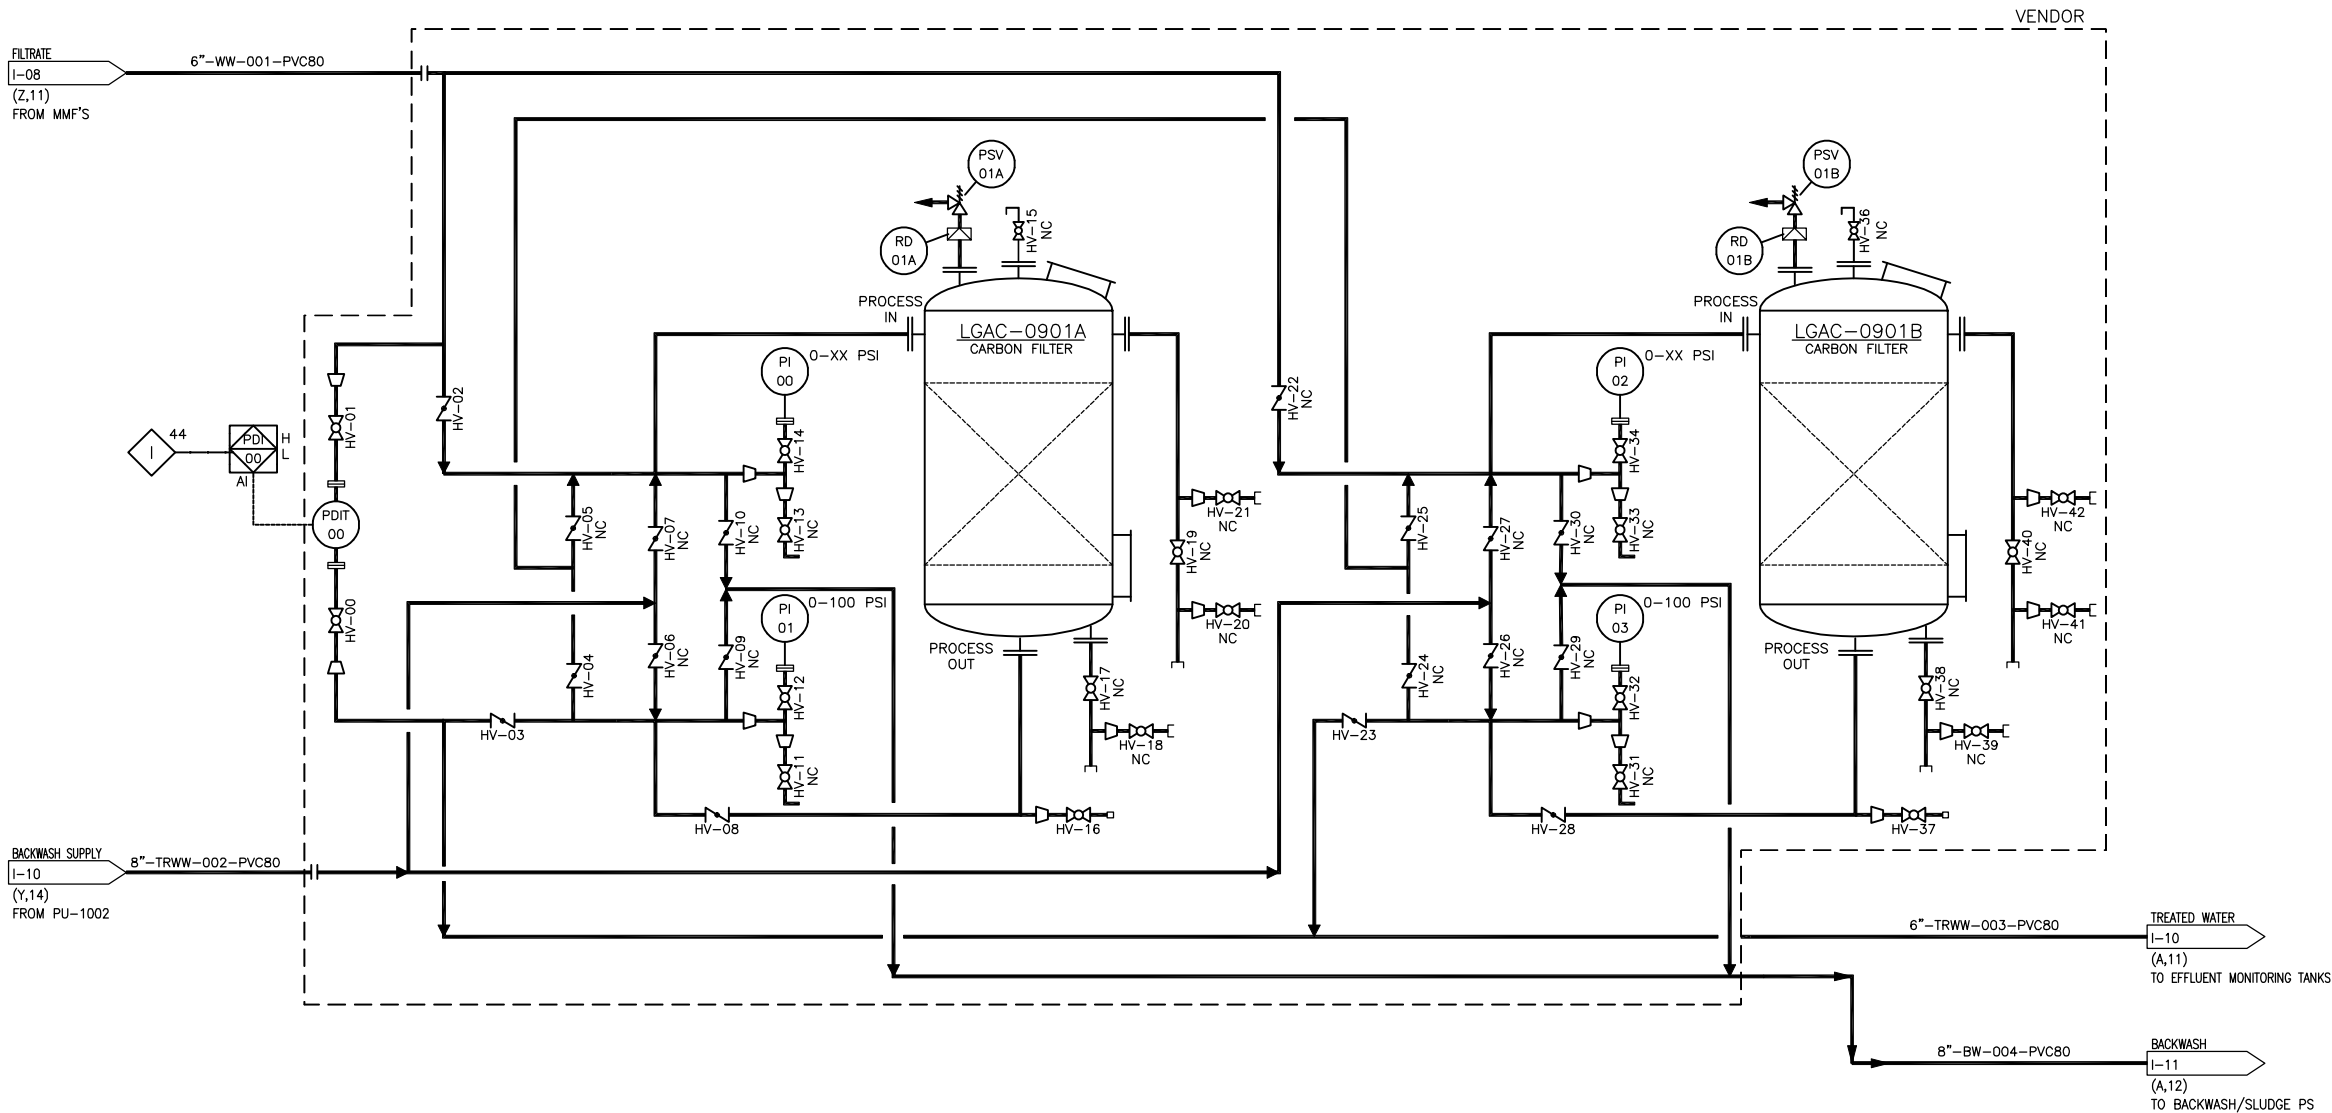 VENDOR
FILTRATE
I-08
(Z,11)
FROM MMF'S
6"-WW-001-PVC80
PSV
01A
RD
01A
HV-15
NC
PROCESS
IN
LGAC-0901A
CARBON FILTER
PSV
01B
RD
01B
HV-36
NC
PROCESS
IN
LGAC-0901B
CARBON FILTER
HV-01
HV-02
PI
00
0-XX PSI
HV-22
NC
PI
02
0-XX PSI
I
44
PDI
00
H
L
AI
PDIT
00
HV-00
HV-05
NC
HV-07
NC
HV-10
NC
HV-14
HV-13
NC
HV-21
NC
HV-19
NC
HV-20
NC
HV-25
HV-27
NC
HV-30
NC
HV-34
HV-33
NC
HV-42
NC
HV-40
NC
HV-41
NC
HV-04
HV-06
NC
HV-09
NC
PI
01
0-100 PSI
HV-12
HV-11
NC
PROCESS
OUT
HV-17
NC
HV-18
NC
HV-24
NC
HV-26
NC
HV-29
NC
PI
03
0-100 PSI
HV-32
HV-31
NC
PROCESS
OUT
HV-38
NC
HV-39
NC
HV-03
HV-08
HV-16
HV-23
HV-28
HV-37
BACKWASH SUPPLY
I-10
(Y,14)
FROM PU-1002
8"-TRWW-002-PVC80
6"-TRWW-003-PVC80
TREATED WATER
I-10
(A,11)
TO EFFLUENT MONITORING TANKS
8"-BW-004-PVC80
BACKWASH
I-11
(A,12)
TO BACKWASH/SLUDGE PS